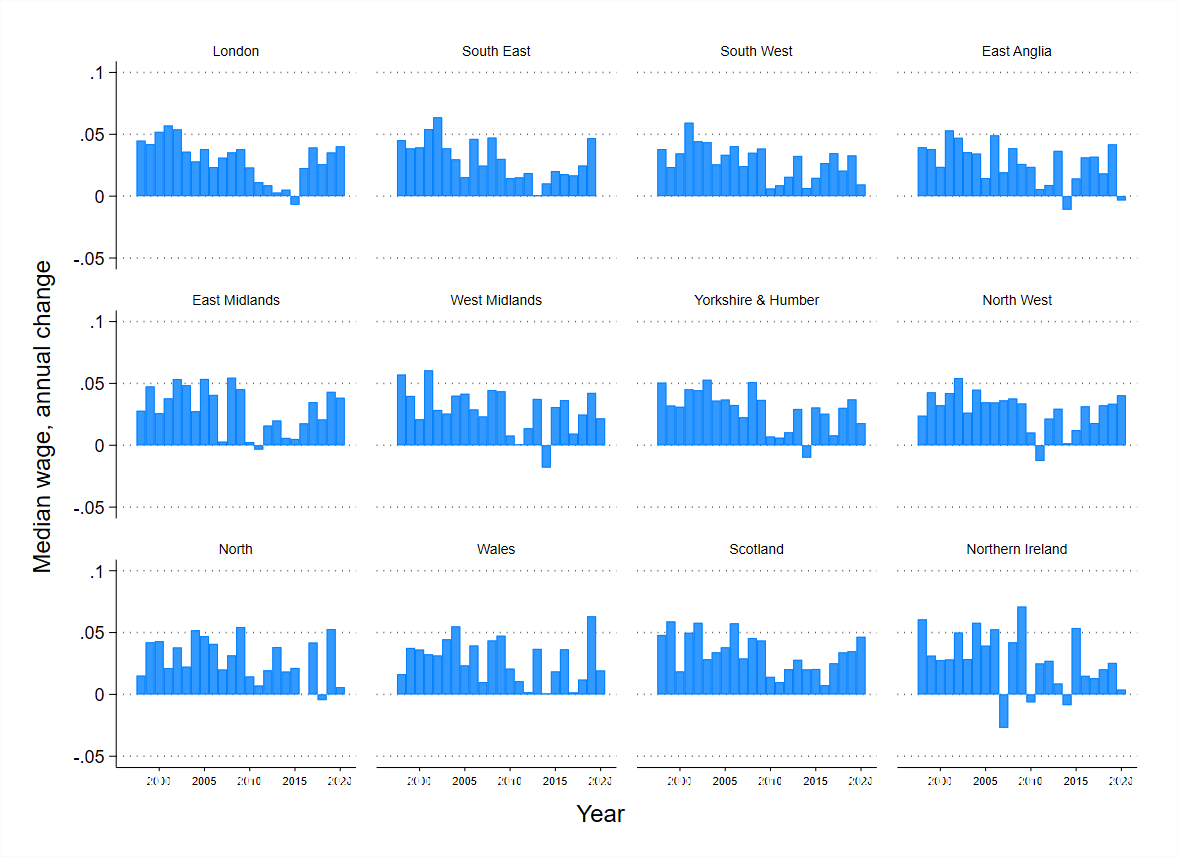 London South East South West East Anglia
.1
.05
0
-.05
East Midlands West Midlands Yorkshire & Humber North West
.1
.05
0
-.05
North Wales Scotland Northern Ireland
.1
.05
0
-.05
2000 2005 2010 2015 2020 2000 2005 2010 2015 2020 2000 2005 2010 2015 2020 2000 2005 2010 2015 2020
Median wage, annual change
Year